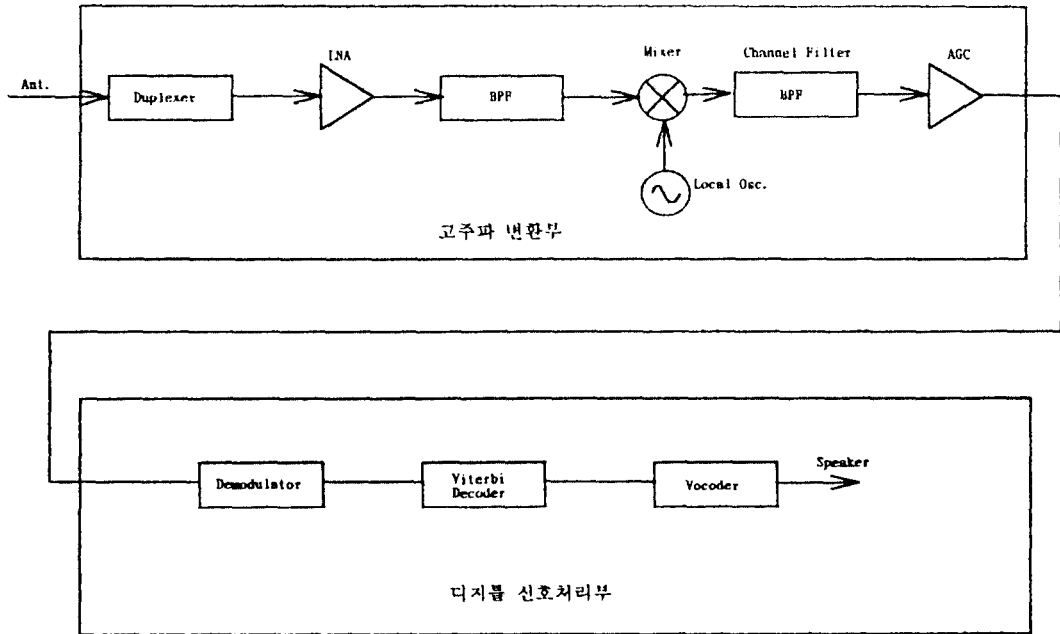 Ant.
Duplexer
LNA
BPF
Mixer
Local Osc.
Channel Filter
BPF
AGC
고주파 변환부
Demodulator
Viterbi
Decoder
Vocoder
Speaker
디지틀 신호처리부